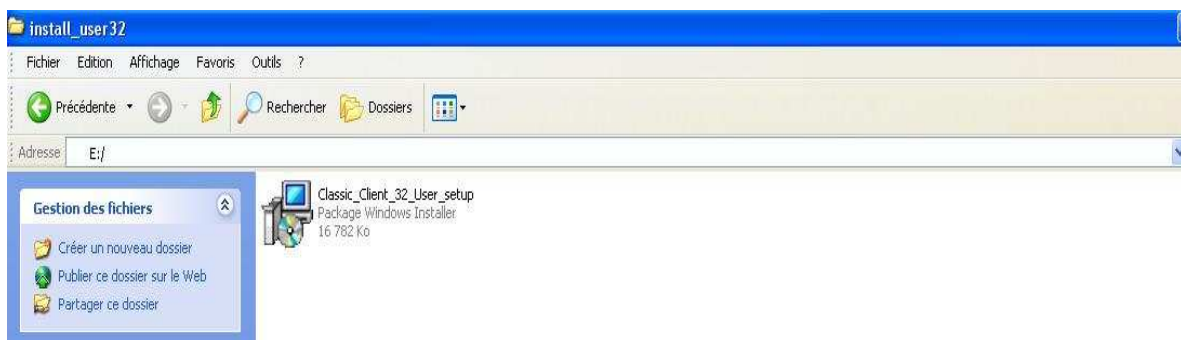 install_user32
Fichier Edition Affichage Favoris Outils ?
Précédente Rechercher Dossiers
Adresse E:/
Gestion des fichiers
Créer un nouveau dossier
Publier ce dossier sur le Web
Partager ce dossier
Classic_Client_32_User_setup
Package Windows Installer
16 782 Ko